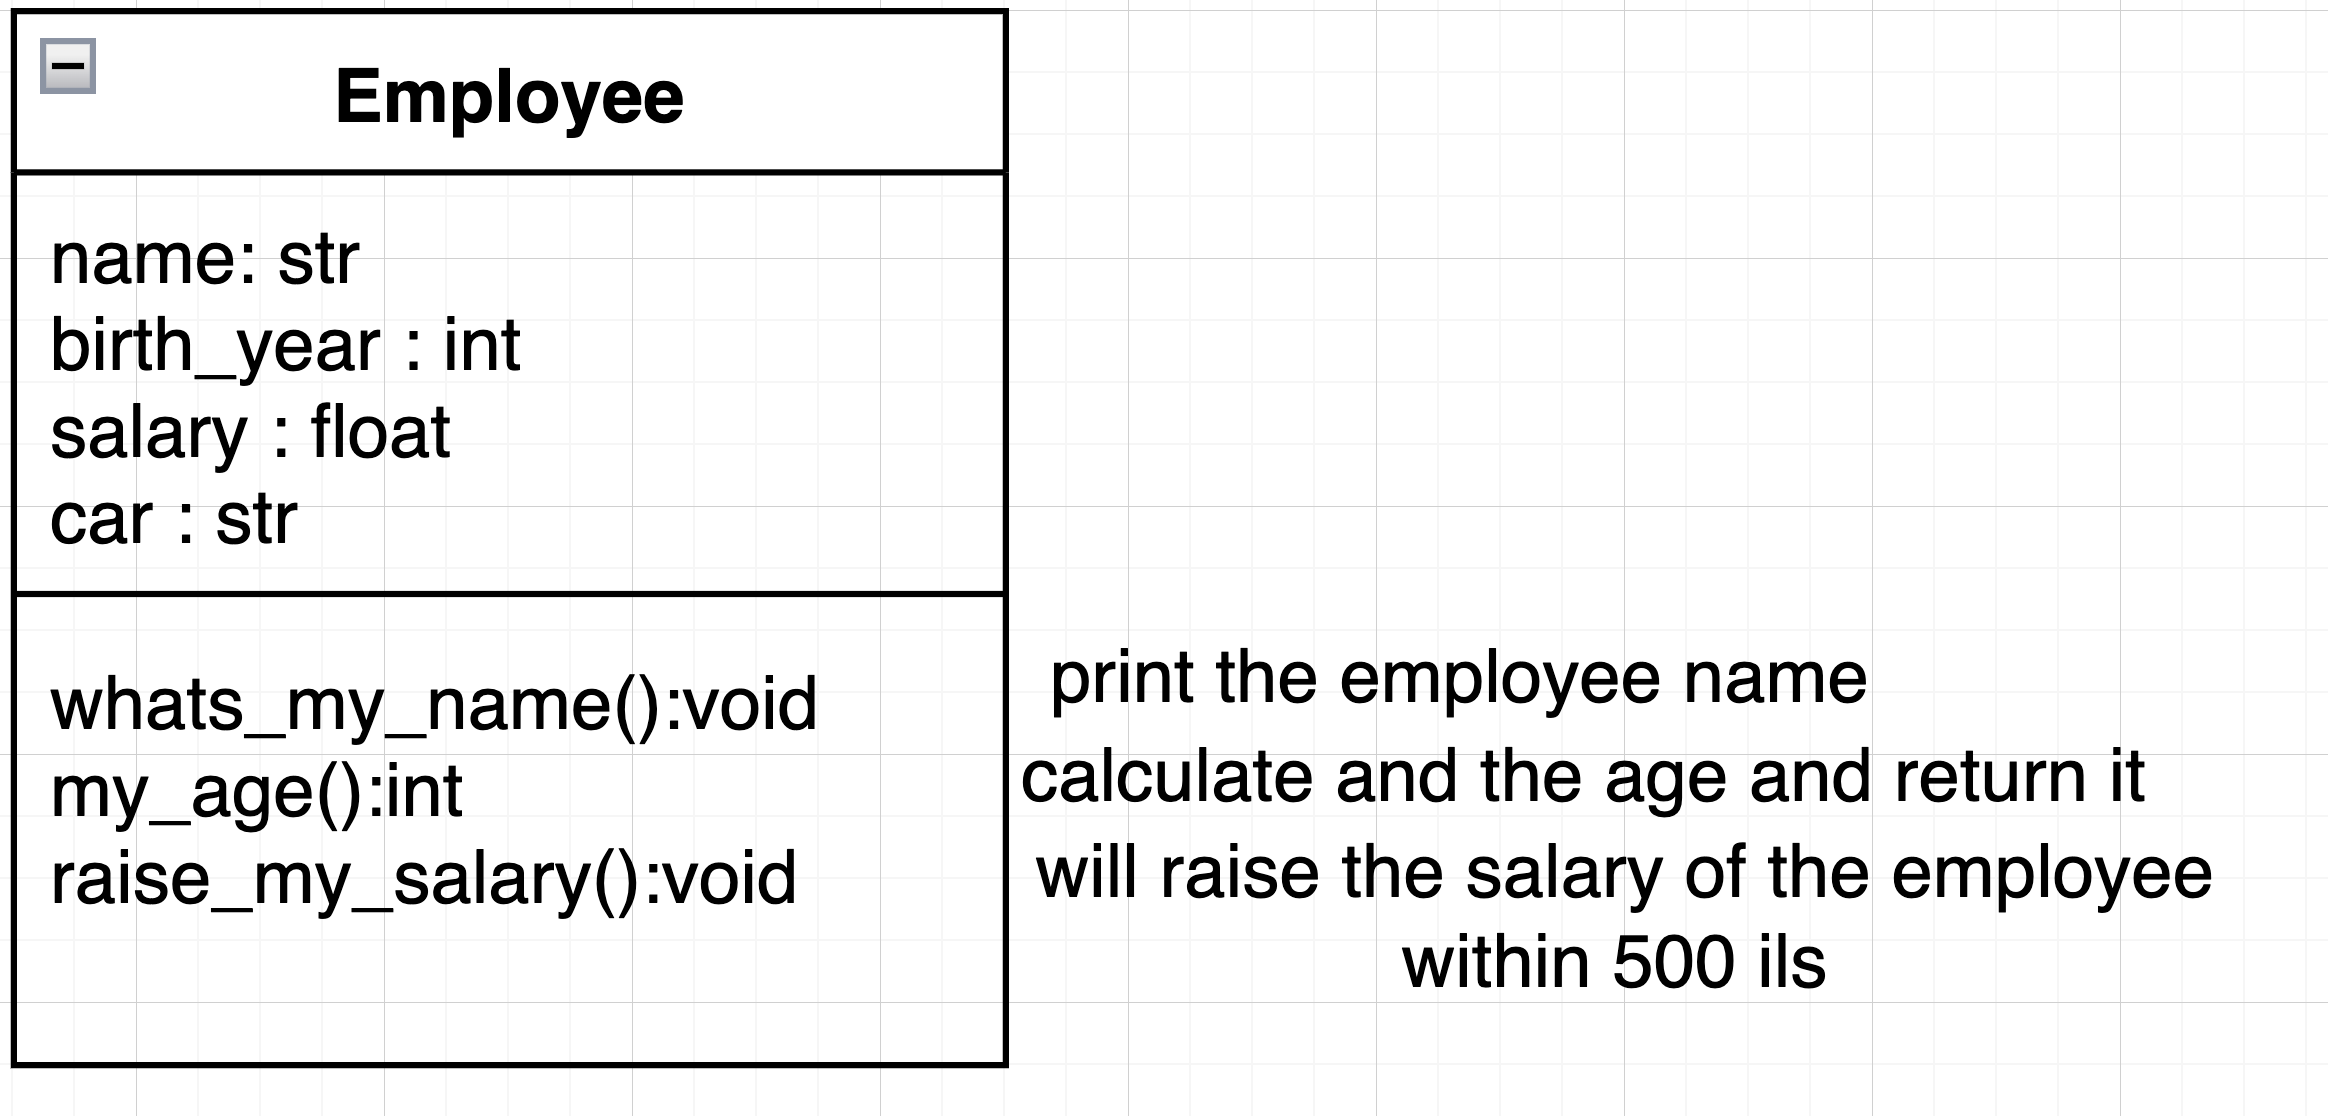 Employee
name: str
birth_year : int
salary : float
car : str
whats_my_name():void
my_age():int
raise_my_salary():void
print the employee name
calculate and the age and return it
will raise the salary of the employee
within 500 ils